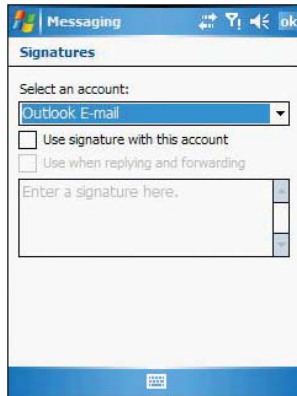 Messaging
ok
Signatures
Select an account:
Outlook E-mail
Use signature with this account
Use when replying and forwarding
Enter a signature here.